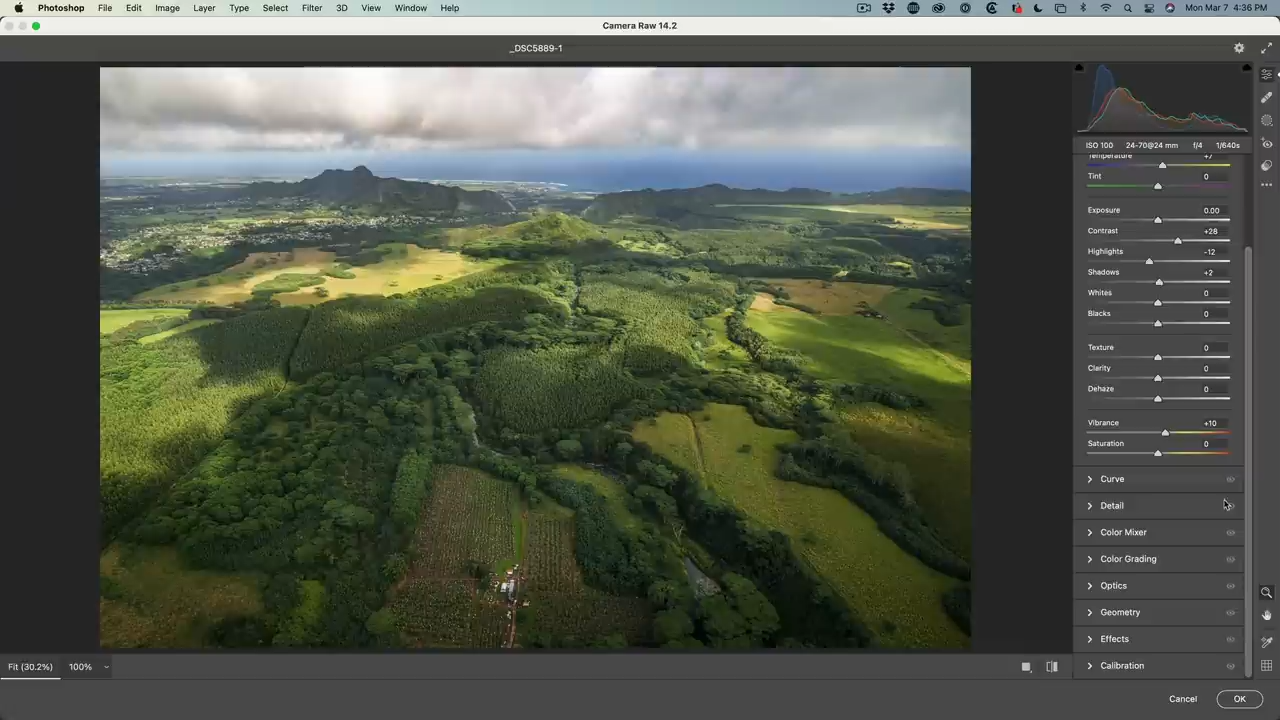 Photoshop File Edit Image Layer Type Select Filter 3D View Window Help Mon Mar 7 4:36 PM
Camera Raw 14.2
_DSC5889-1
ISO 100 24-70@24 mm f/4 1/640s
Temperature +7
Tint 0
Exposure 0.00
Contrast +28
Highlights -12
Shadows +2
Whites 0
Blacks 0
Texture 0
Clarity 0
Dehaze 0
Vibrance +10
Saturation 0
Curve
Detail
Color Mixer
Color Grading
Optics
Geometry
Effects
Calibration
Fit (30.2%) 100%
Cancel OK